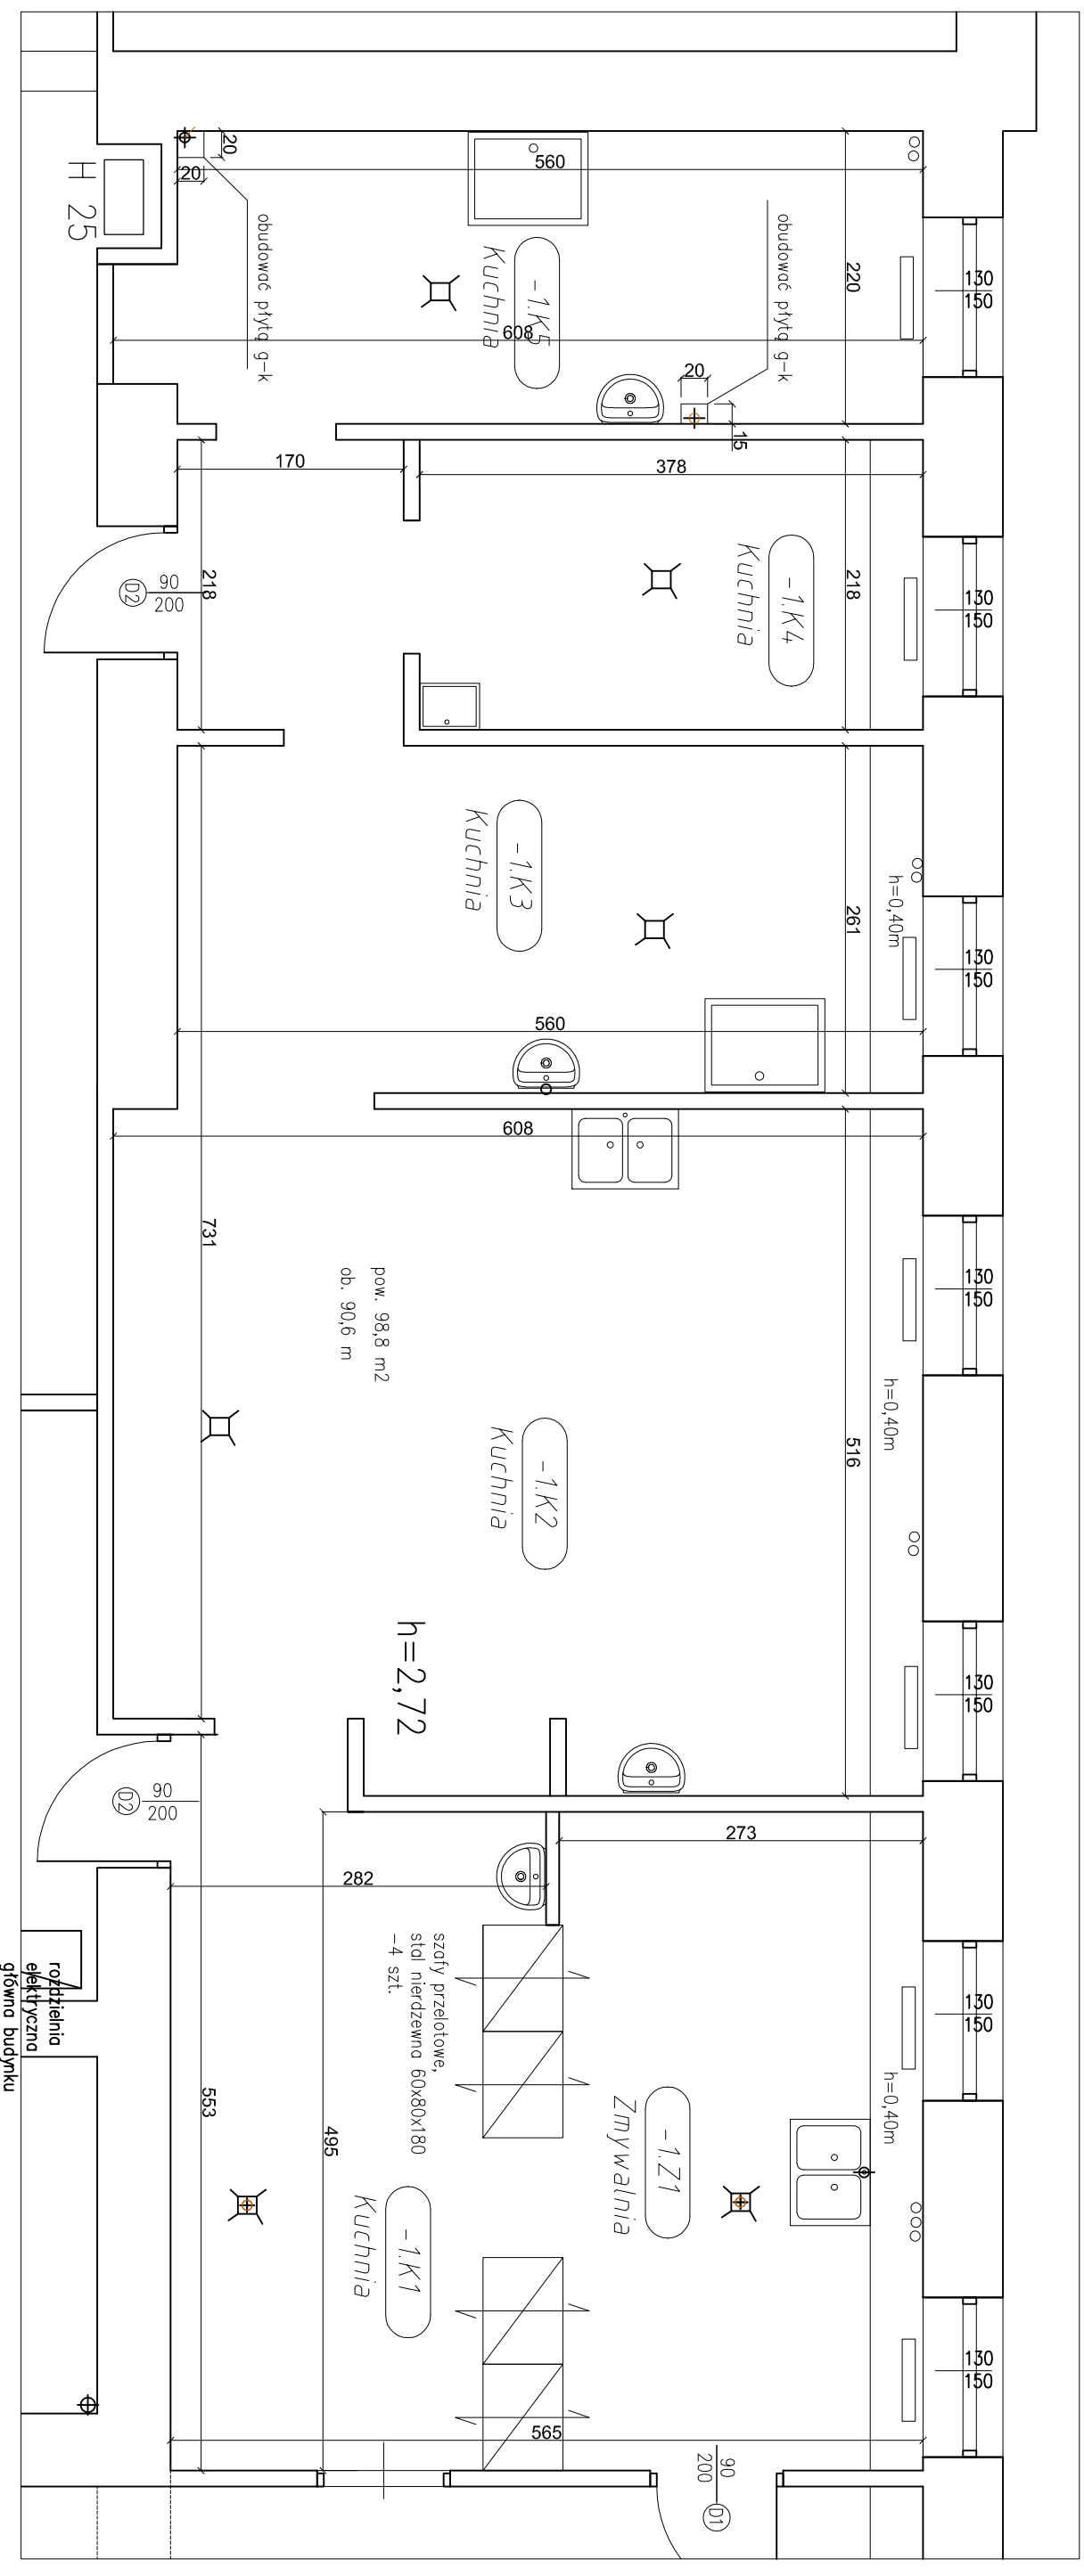 H 25
20
20
obudować płytą g-k
560
-1.K5
Kuchnia
608
obudować płytą g-k
220
130
150
20
15
170
378
D2
90
200
218
-1.K4
Kuchnia
218
130
150
-1.K3
Kuchnia
261
h=0,40m
130
150
560
608
731
pow. 98,8 m2
ob. 90,6 m
130
150
h=0,40m
-1.K2
Kuchnia
516
h=2,72
130
150
D2
90
200
282
273
szafy przelotowe,
stal nierdzewna 60x80x180
-4 szt.
rozdzielnia
elektryczna
główna budynku
553
495
-1.Z1
Zmywalnia
h=0,40m
130
150
-1.K1
Kuchnia
130
150
565
90
200
D1